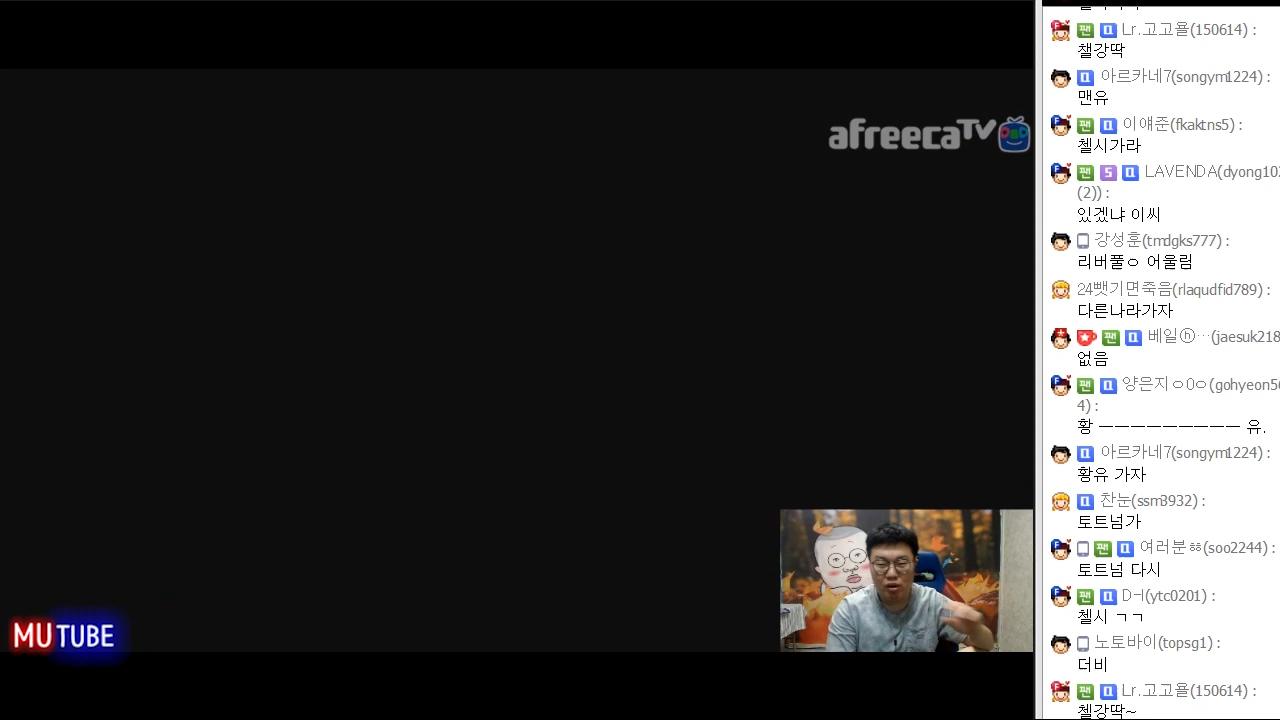 afreecaTV
MUTUBE
Lr.고고욜(150614) :
챌강딱
아르카네7(songym1224) :
맨유
이얘준(fkaktns5) :
첼시가라
LAVENDA(dyong10
(2)) :
있겠냐 이씨
강성훈(tmdgks777) :
리버풀ㅇ 어울림
24뺏기면죽음(rlaqudfid789) :
다른나라가자
베일ⓗ…(jaesuk218
없음
양은지ㅇ0ㅇ(gohyeon5
4) :
황 ㅡㅡㅡㅡㅡㅡㅡㅡㅡ 유.
아르카네7(songym1224) :
황유 가자
찬눈(ssm3932) :
토트넘가
여러분ㅎㅎ(soo2244) :
토트넘 다시
D-I(ytc0201) :
첼시 ㄱㄱ
노토바이(topsg1) :
더비
Lr.고고욜(150614) :
첼강딱~